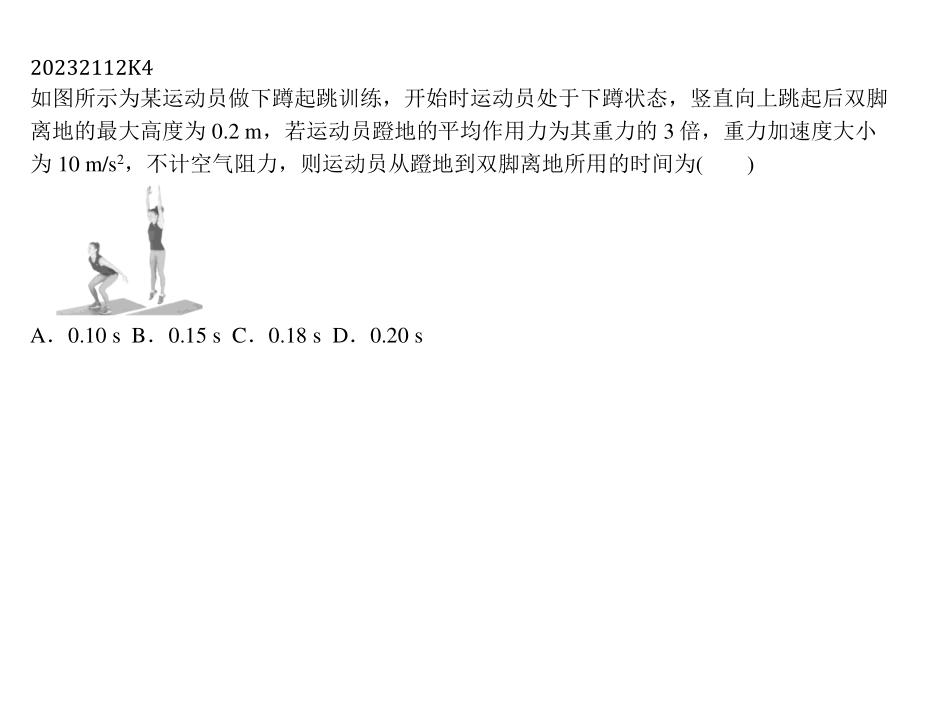 20232112K4
如图所示为某运动员做下蹲起跳训练，开始时运动员处于下蹲状态，竖直向上跳起后双脚
离地的最大高度为 0.2 m，若运动员蹬地的平均作用力为其重力的 3 倍，重力加速度大小
为 10 m/s²，不计空气阻力，则运动员从蹬地到双脚离地所用的时间为(　　)
A．0.10 s B．0.15 s C．0.18 s D．0.20 s